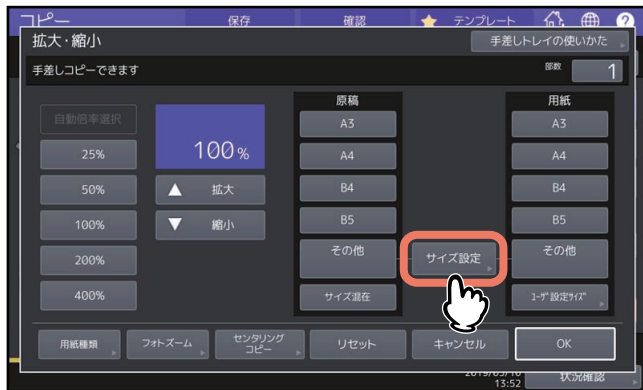 コピー
保存
確認
テンプレート
?
拡大・縮小
手差しトレイの使いかた
手差しコピーできます
部数
1
自動倍率選択
100%
原稿
用紙
25%
50%
100%
200%
400%
拡大
縮小
A3
A4
B4
B5
その他
サイズ混在
サイズ設定
A3
A4
B4
B5
その他
ユーザ設定サイズ
用紙種類
フォトズーム
センタリング
コピー
リセット
キャンセル
OK
13:52
状況確認